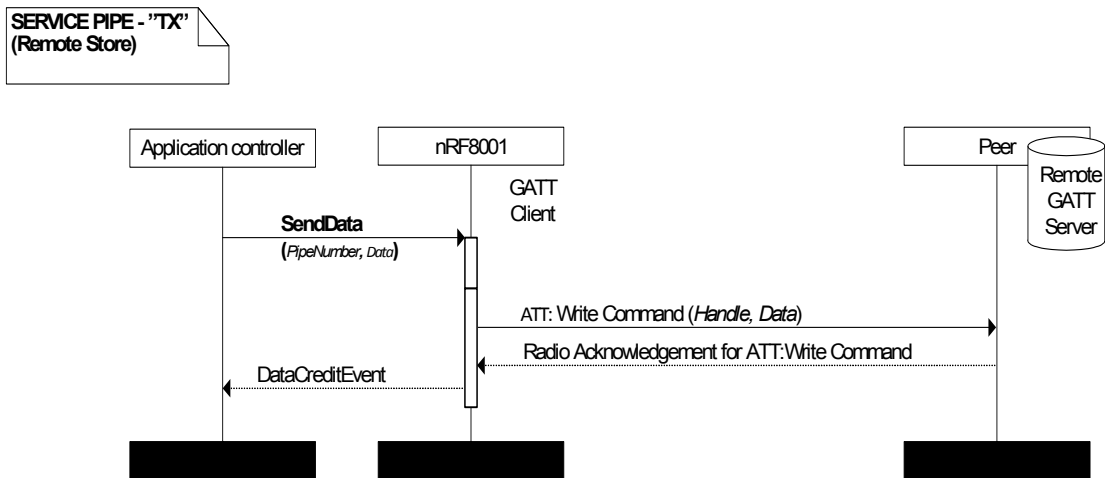 SERVICE PIPE - ”TX”
(Remote Store)
Application controller
nRF8001
Peer
Remote
GATT
Server
GATT
Client
SendData
(PipeNumber, Data)
ATT: Write Command (Handle, Data)
Radio Acknowledgement for ATT:Write Command
DataCreditEvent